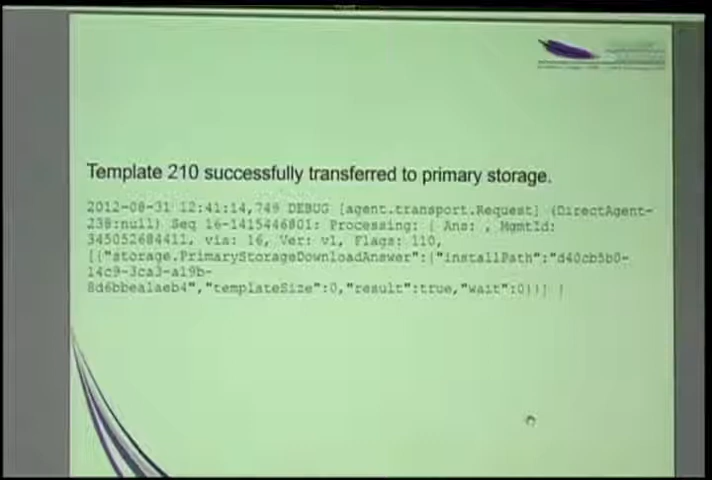 Template 210 successfully transferred to primary storage.
2012-08-31 12:41:14,749 DEBUG [agent.transport.Request] (DirectAgent-
238:null) Seq 16-1415446801: Processing: { Ans: , MgmtId:
345052684411, via: 16, Ver: v1, Flags: 110,
[{"storage.PrimaryStorageDownloadAnswer":{"installPath":"d40cb5b0-
14c9-3ca3-a19b-
8d6bbea1aeb4","templateSize":0,"result":true,"wait":0}}] }